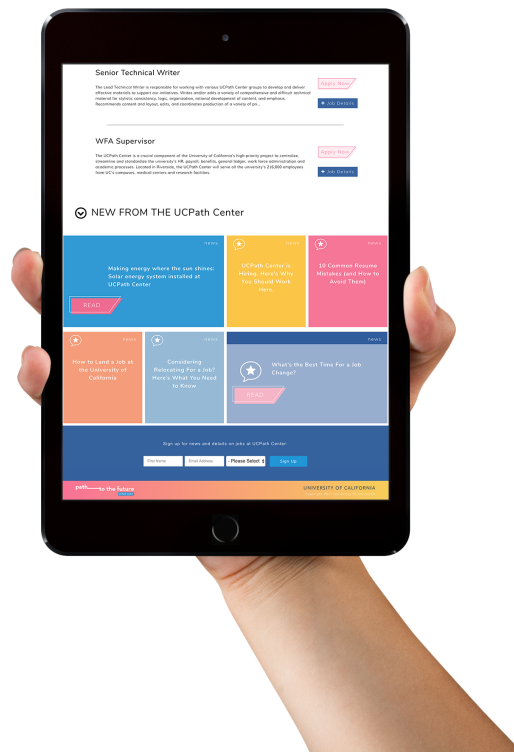 Senior Technical Writer
The Lead Technical Writer is responsible for working with various UCPath Center groups to develop and deliver
effective materials to support our initiatives. Writes and/or edits a variety of comprehensive and difficult technical
material for stylistic consistency, logic, organization, rational development of content, and emphasis.
Recommends content and layout, edits, and coordinates production of a variety of pri...
Apply Now
+ Job Details
WFA Supervisor
The UCPath Center is a crucial component of the University of California's high-priority project to centralize,
streamline and standardize the university's HR, payroll, benefits, general ledger, work force administration and
academic processes. Located in Riverside, the UCPath Center will serve all the university's 216,000 employees
from UC's campuses, medical centers and research facilities.
Apply Now
+ Job Details
NEW FROM THE UCPath Center
news
Making energy where the sun shines:
Solar energy system installed at
UCPath Center
READ
news
UCPath Center is
Hiring. Here's Why
You Should Work
Here
news
10 Common Resume
Mistakes (and How to
Avoid Them)
news
How to Land a Job at
the University of
California
news
Considering
Relocating For a Job?
Here's What You Need
to Know
news
What's the Best Time For a Job
Change?
READ
Sign up for news and details on jobs at UCPath Center
First Name
Email Address
- Please Select
Sign Up
path to the future
UNIVERSITY OF CALIFORNIA